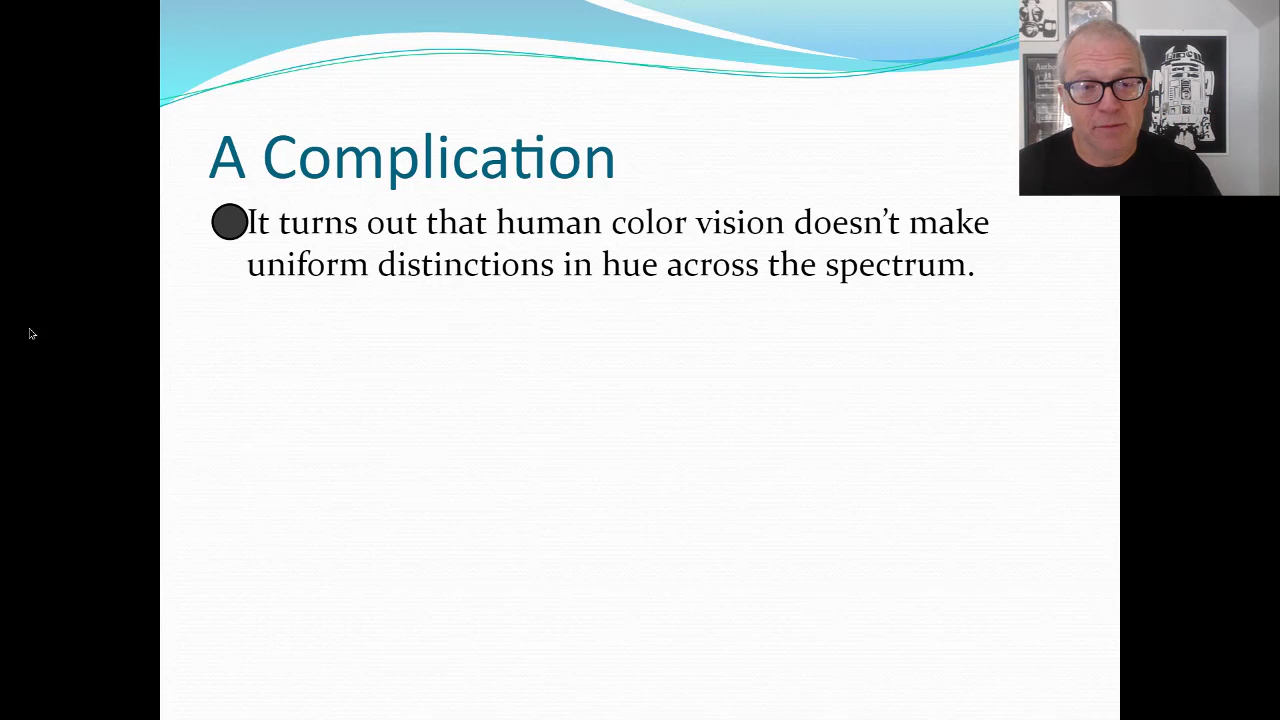 A Complication
It turns out that human color vision doesn’t make
uniform distinctions in hue across the spectrum.